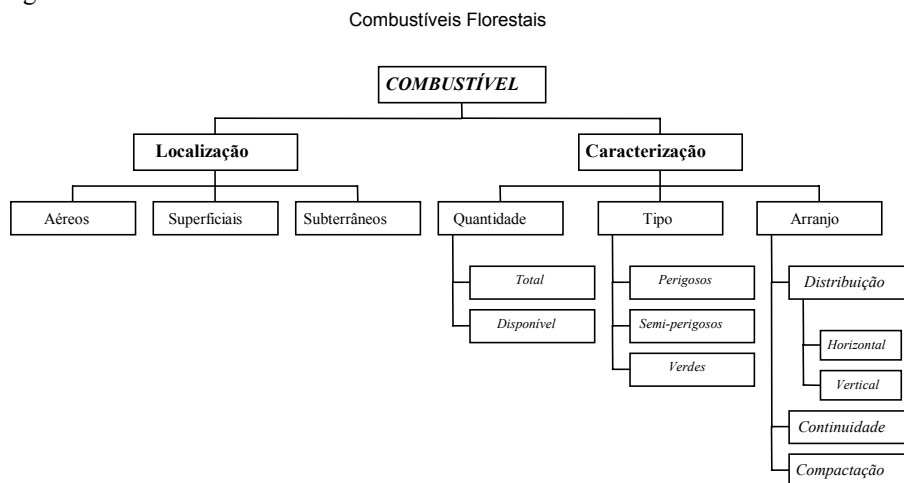 Combustíveis Florestais
COMBUSTÍVEL
Localização
Caracterização
Aéreos
Superficiais
Subterrâneos
Quantidade
Tipo
Arranjo
Total
Disponível
Perigosos
Semi-perigosos
Verdes
Distribuição
Horizontal
Vertical
Continuidade
Compactação